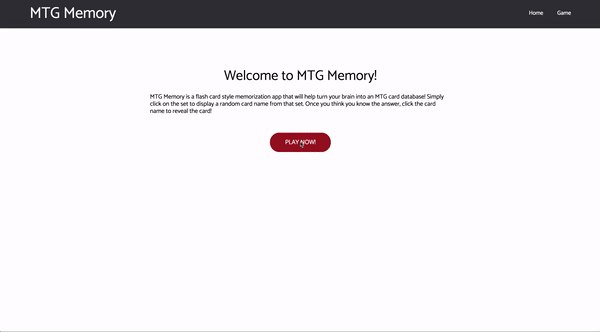 MTG Memory
Home
Game
Welcome to MTG Memory!
MTG Memory is a flash card style memorization app that will help turn your brain into an MTG card database! Simply
click on the set to display a random card name from that set. Once you think you know the answer, click the card
name to reveal the card!
PLAY NOW!